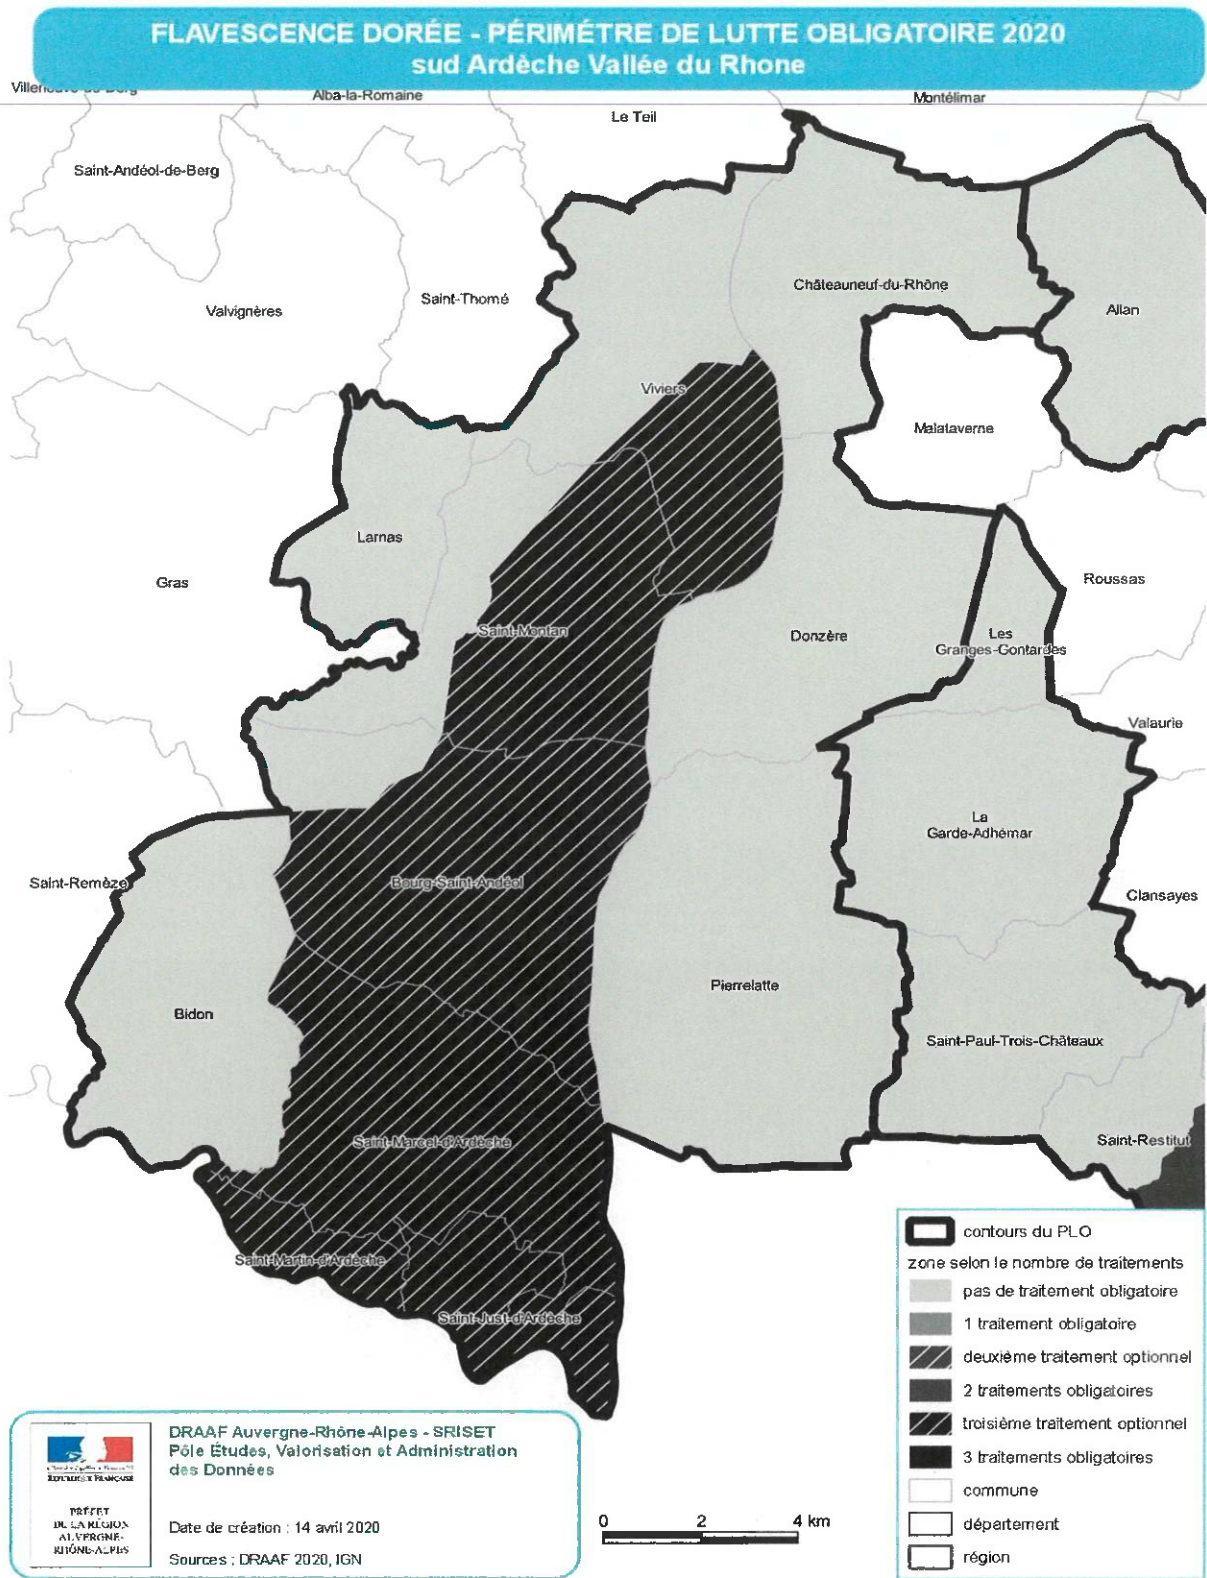 FLAVESCENCE DORÉE - PÉRIMÉTRE DE LUTTE OBLIGATOIRE 2020
sud Ardèche Vallée du Rhone
Villeneuve-de-Berg
Alba-la-Romaine
Montélimar
Le Teil
Saint-Andéol-de-Berg
Châteauneuf-du-Rhône
Saint-Thomé
Valvignères
Allan
Viviers
Malataverne
Larnas
Gras
Roussas
Saint-Montan
Donzère
Les
Granges-Gontardes
Valaurie
La
Garde-Adhémar
Saint-Remèze
Bourg-Saint-Andéol
Clansayes
Pierrelatte
Bidon
Saint-Paul-Trois-Châteaux
Saint-Marcel-d'Ardèche
Saint-Restitut
Saint-Martin-d'Ardèche
Saint-Just-d'Ardèche
contours du PLO
zone selon le nombre de traitements
pas de traitement obligatoire
1 traitement obligatoire
deuxième traitement optionnel
2 traitements obligatoires
troisième traitement optionnel
3 traitements obligatoires
commune
département
région
DRAAF Auvergne-Rhône-Alpes - SRISET
Pôle Études, Valorisation et Administration
des Données
Date de création : 14 avril 2020
Sources : DRAAF 2020, IGN
RÉPUBLIQUE FRANÇAISE
PRÉFET
DE LA RÉGION
AUVERGNE-
RHÔNE-ALPES
0 2 4 km